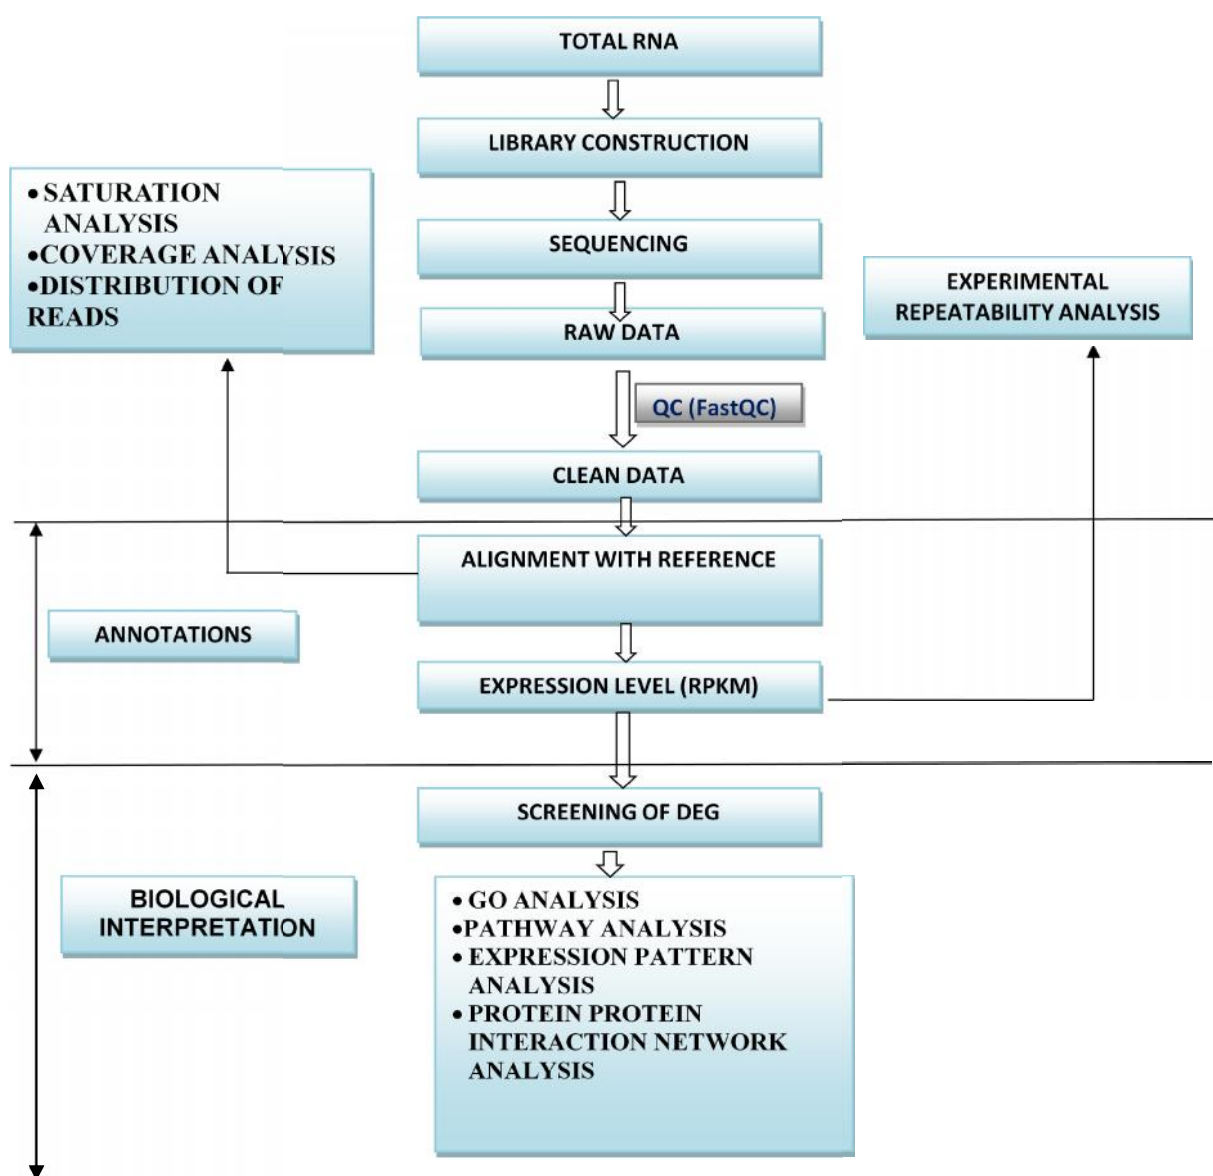 TOTAL RNA
LIBRARY CONSTRUCTION
•SATURATION
ANALYSIS
•COVERAGE ANALYSIS
•DISTRIBUTION OF
READS
SEQUENCING
EXPERIMENTAL
REPEATABILITY ANALYSIS
RAW DATA
QC (FastQC)
CLEAN DATA
ALIGNMENT WITH REFERENCE
ANNOTATIONS
EXPRESSION LEVEL (RPKM)
SCREENING OF DEG
BIOLOGICAL
INTERPRETATION
• GO ANALYSIS
•PATHWAY ANALYSIS
• EXPRESSION PATTERN
ANALYSIS
• PROTEIN PROTEIN
INTERACTION NETWORK
ANALYSIS